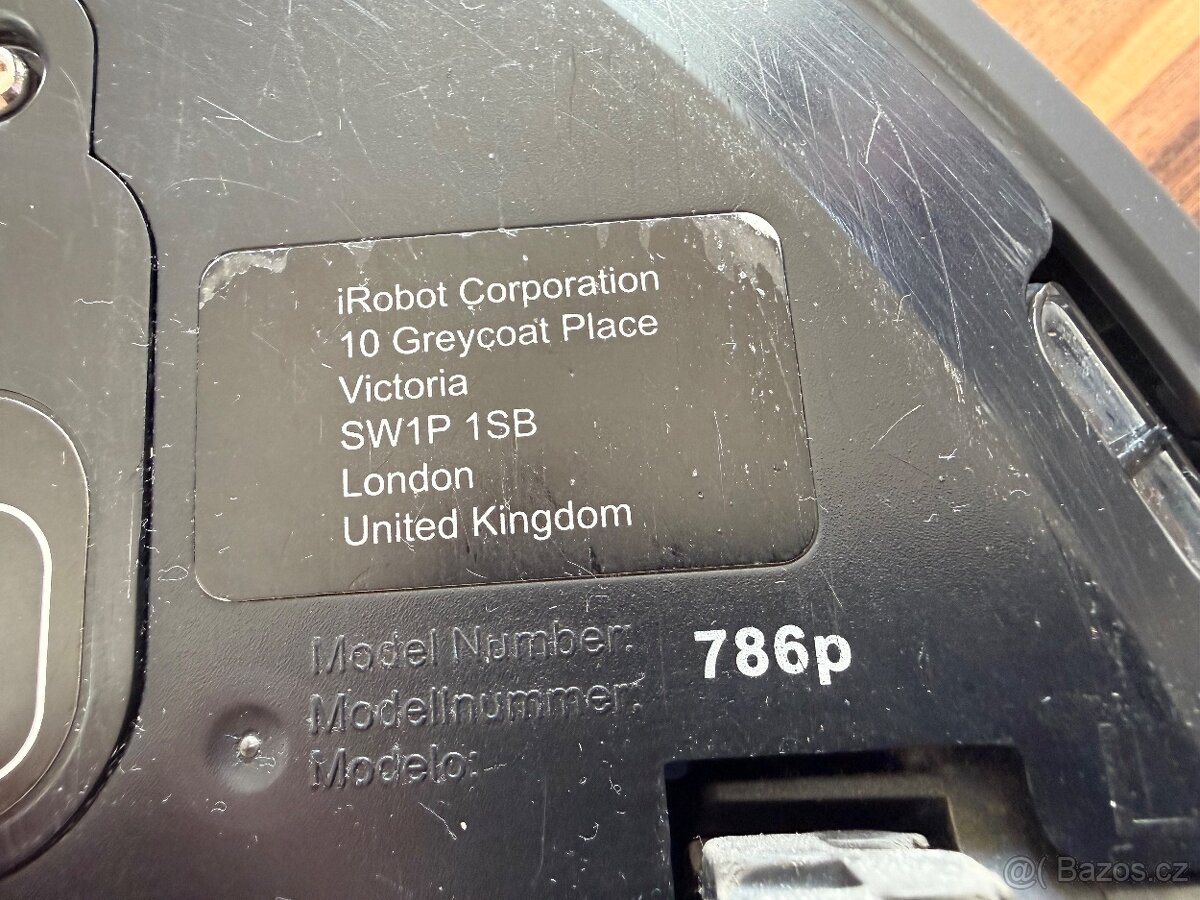 iRobot Corporation
10 Greycoat Place
Victoria
SW1P 1SB
London
United Kingdom
Model Number: 786p
Modellnummer:
Modelo:
@( Bazos.cz